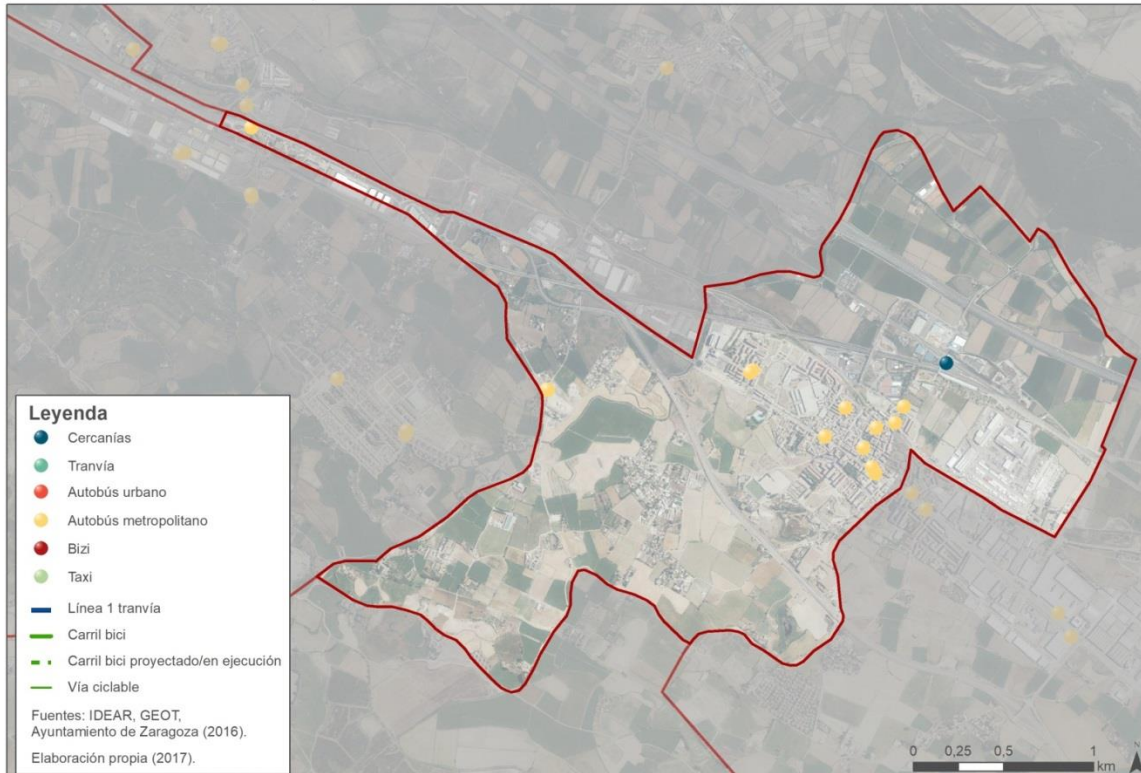 Leyenda
Cercanías
Tranvía
Autobús urbano
Autobús metropolitano
Bizi
Taxi
Línea 1 tranvía
Carril bici
Carril bici proyectado/en ejecución
Vía ciclable
Fuentes: IDEAR, GEOT,
Ayuntamiento de Zaragoza (2016).
Elaboración propia (2017).
0 0,25 0,5 1
km